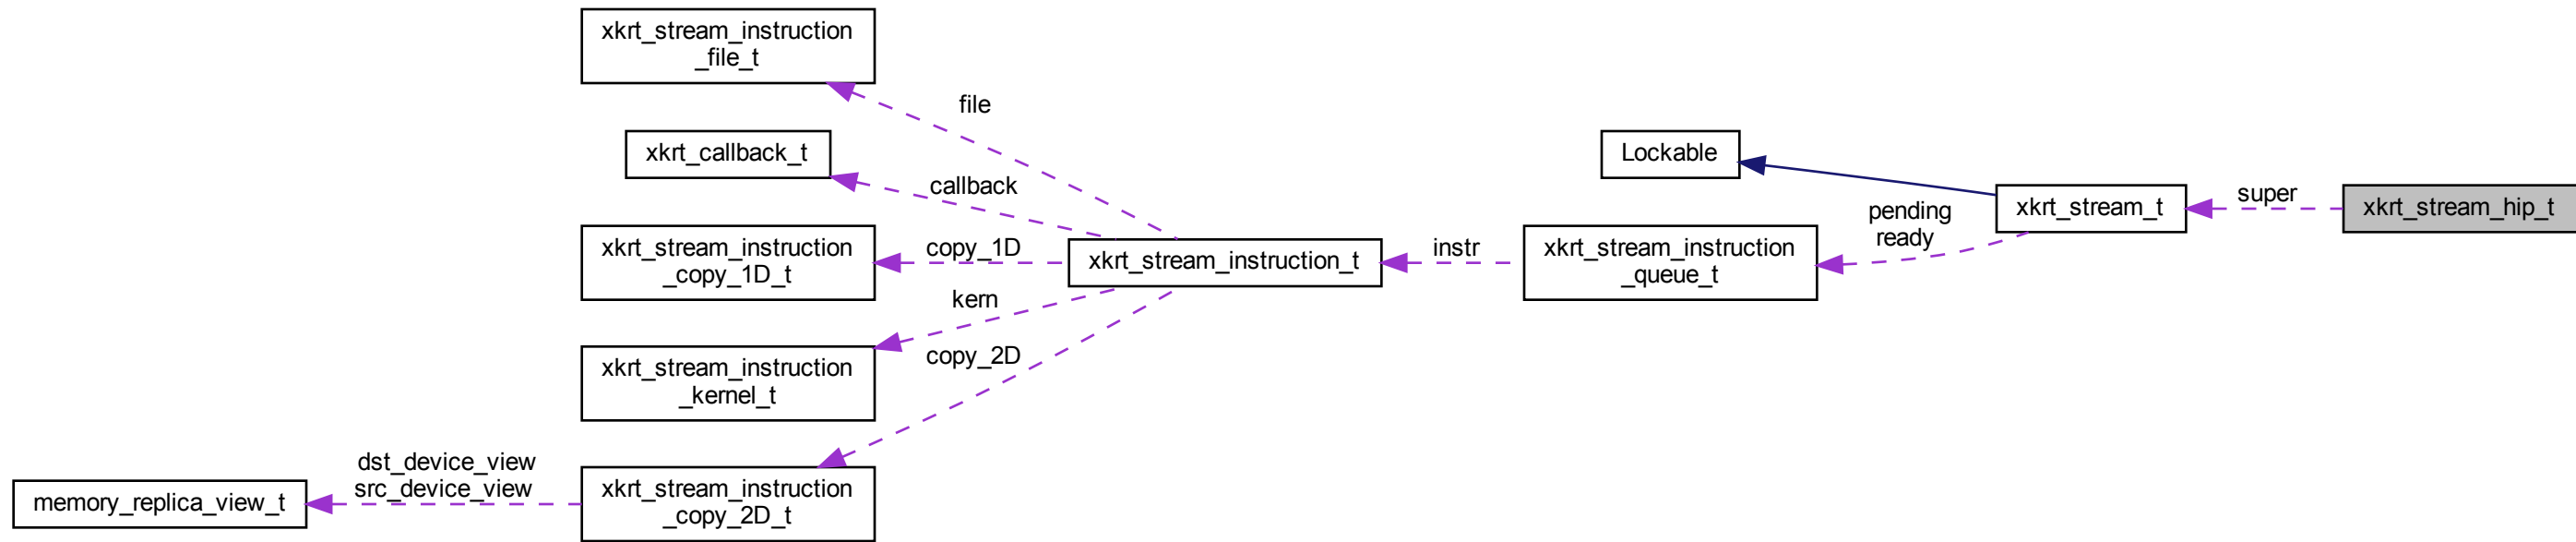 xkrt_stream_instruction
_file_t
file
xkrt_callback_t
callback
Lockable
xkrt_stream_instruction
_copy_1D_t
copy_1D
xkrt_stream_instruction_t
instr
xkrt_stream_instruction
_queue_t
pending
ready
xkrt_stream_t
super
xkrt_stream_hip_t
kern
xkrt_stream_instruction
_kernel_t
copy_2D
memory_replica_view_t
dst_device_view
src_device_view
xkrt_stream_instruction
_copy_2D_t